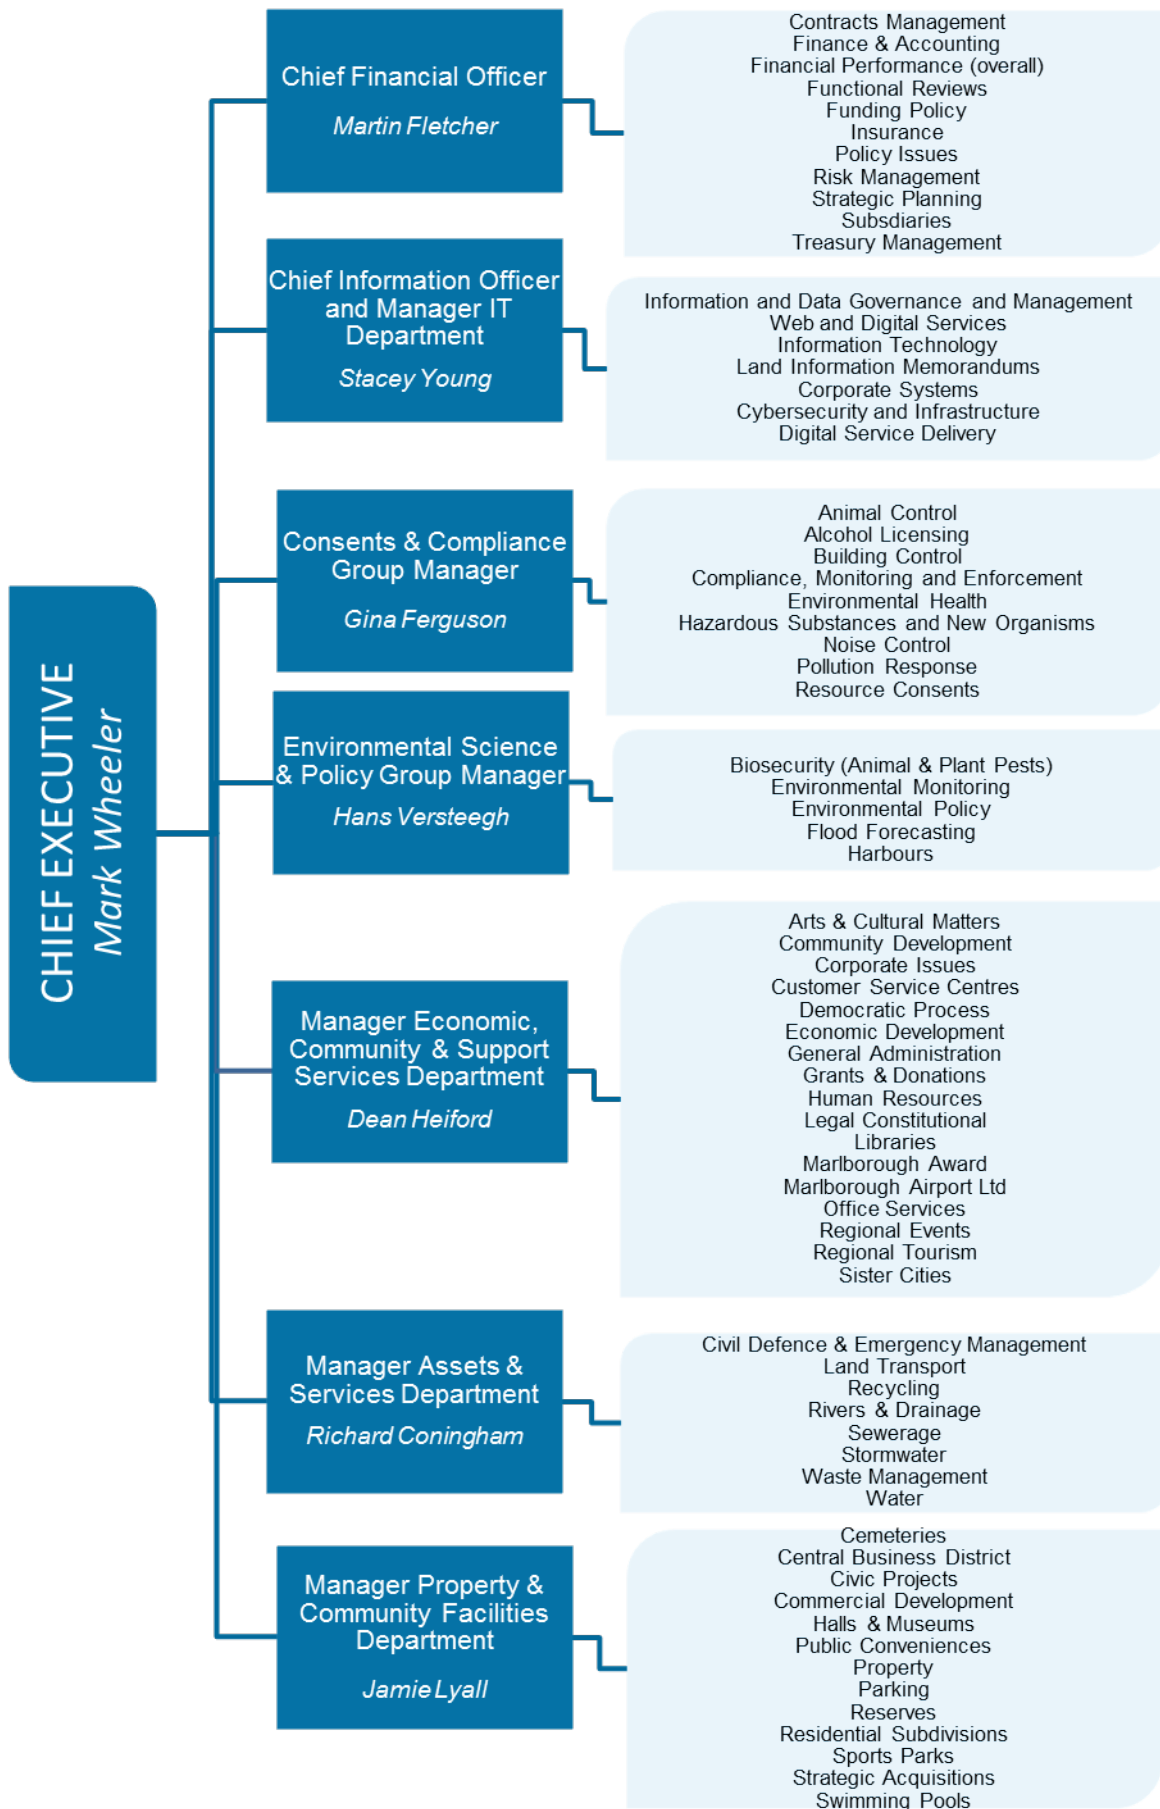 CHIEF EXECUTIVE
Mark Wheeler
Chief Financial Officer
Martin Fletcher
Contracts Management
Finance & Accounting
Financial Performance (overall)
Functional Reviews
Funding Policy
Insurance
Policy Issues
Risk Management
Strategic Planning
Subsdiaries
Treasury Management
Chief Information Officer
and Manager IT
Department
Stacey Young
Information and Data Governance and Management
Web and Digital Services
Information Technology
Land Information Memorandums
Corporate Systems
Cybersecurity and Infrastructure
Digital Service Delivery
Consents & Compliance
Group Manager
Gina Ferguson
Animal Control
Alcohol Licensing
Building Control
Compliance, Monitoring and Enforcement
Environmental Health
Hazardous Substances and New Organisms
Noise Control
Pollution Response
Resource Consents
Environmental Science
& Policy Group Manager
Hans Versteegh
Biosecurity (Animal & Plant Pests)
Environmental Monitoring
Environmental Policy
Flood Forecasting
Harbours
Manager Economic,
Community & Support
Services Department
Dean Heiford
Arts & Cultural Matters
Community Development
Corporate Issues
Customer Service Centres
Democratic Process
Economic Development
General Administration
Grants & Donations
Human Resources
Legal Constitutional
Libraries
Marlborough Award
Marlborough Airport Ltd
Office Services
Regional Events
Regional Tourism
Sister Cities
Manager Assets &
Services Department
Richard Coningham
Civil Defence & Emergency Management
Land Transport
Recycling
Rivers & Drainage
Sewerage
Stormwater
Waste Management
Water
Manager Property &
Community Facilities
Department
Jamie Lyall
Cemeteries
Central Business District
Civic Projects
Commercial Development
Halls & Museums
Public Conveniences
Property
Parking
Reserves
Residential Subdivisions
Sports Parks
Strategic Acquisitions
Swimming Pools